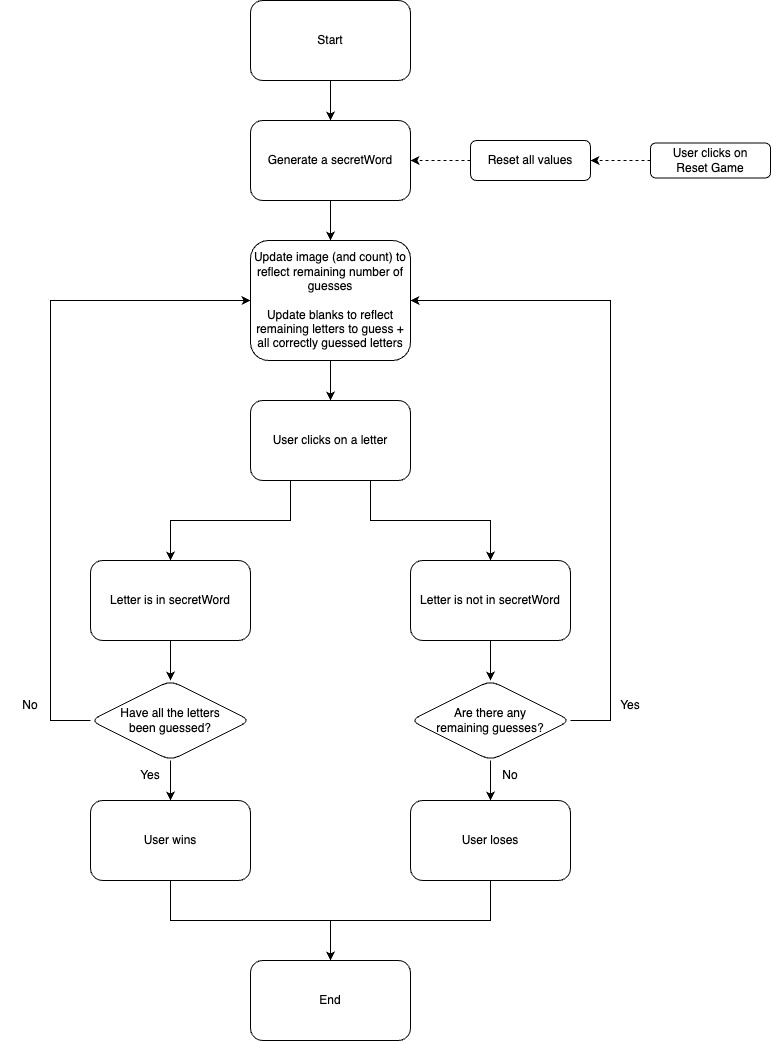 Start
Generate a secretWord
Reset all values
User clicks on
Reset Game
Update image (and count) to
reflect remaining number of
guesses
Update blanks to reflect
remaining letters to guess +
all correctly guessed letters
User clicks on a letter
Letter is in secretWord
Letter is not in secretWord
No
Have all the letters
been guessed?
Are there any
remaining guesses?
Yes
Yes
No
User wins
User loses
End